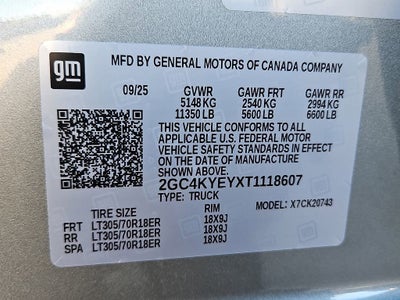 gm
MFD BY GENERAL MOTORS OF CANADA COMPANY
09/25 GVWR GAWR FRT GAWR RR
5148 KG 2540 KG 2994 KG
11350 LB 5600 LB 6600 LB
THIS VEHICLE CONFORMS TO ALL
APPLICABLE U.S. FEDERAL MOTOR
VEHICLE SAFETY STANDARDS IN EFFECT
ON THE DATE OF MANUFACTURE
SHOWN ABOVE.
2GC4KYEYXT1118607
TYPE: TRUCK MODEL: X7CK20743
TIRE SIZE RIM
FRT LT305/70R18ER 18X9J
RR LT305/70R18ER 18X9J
SPA LT305/70R18ER 18X9J